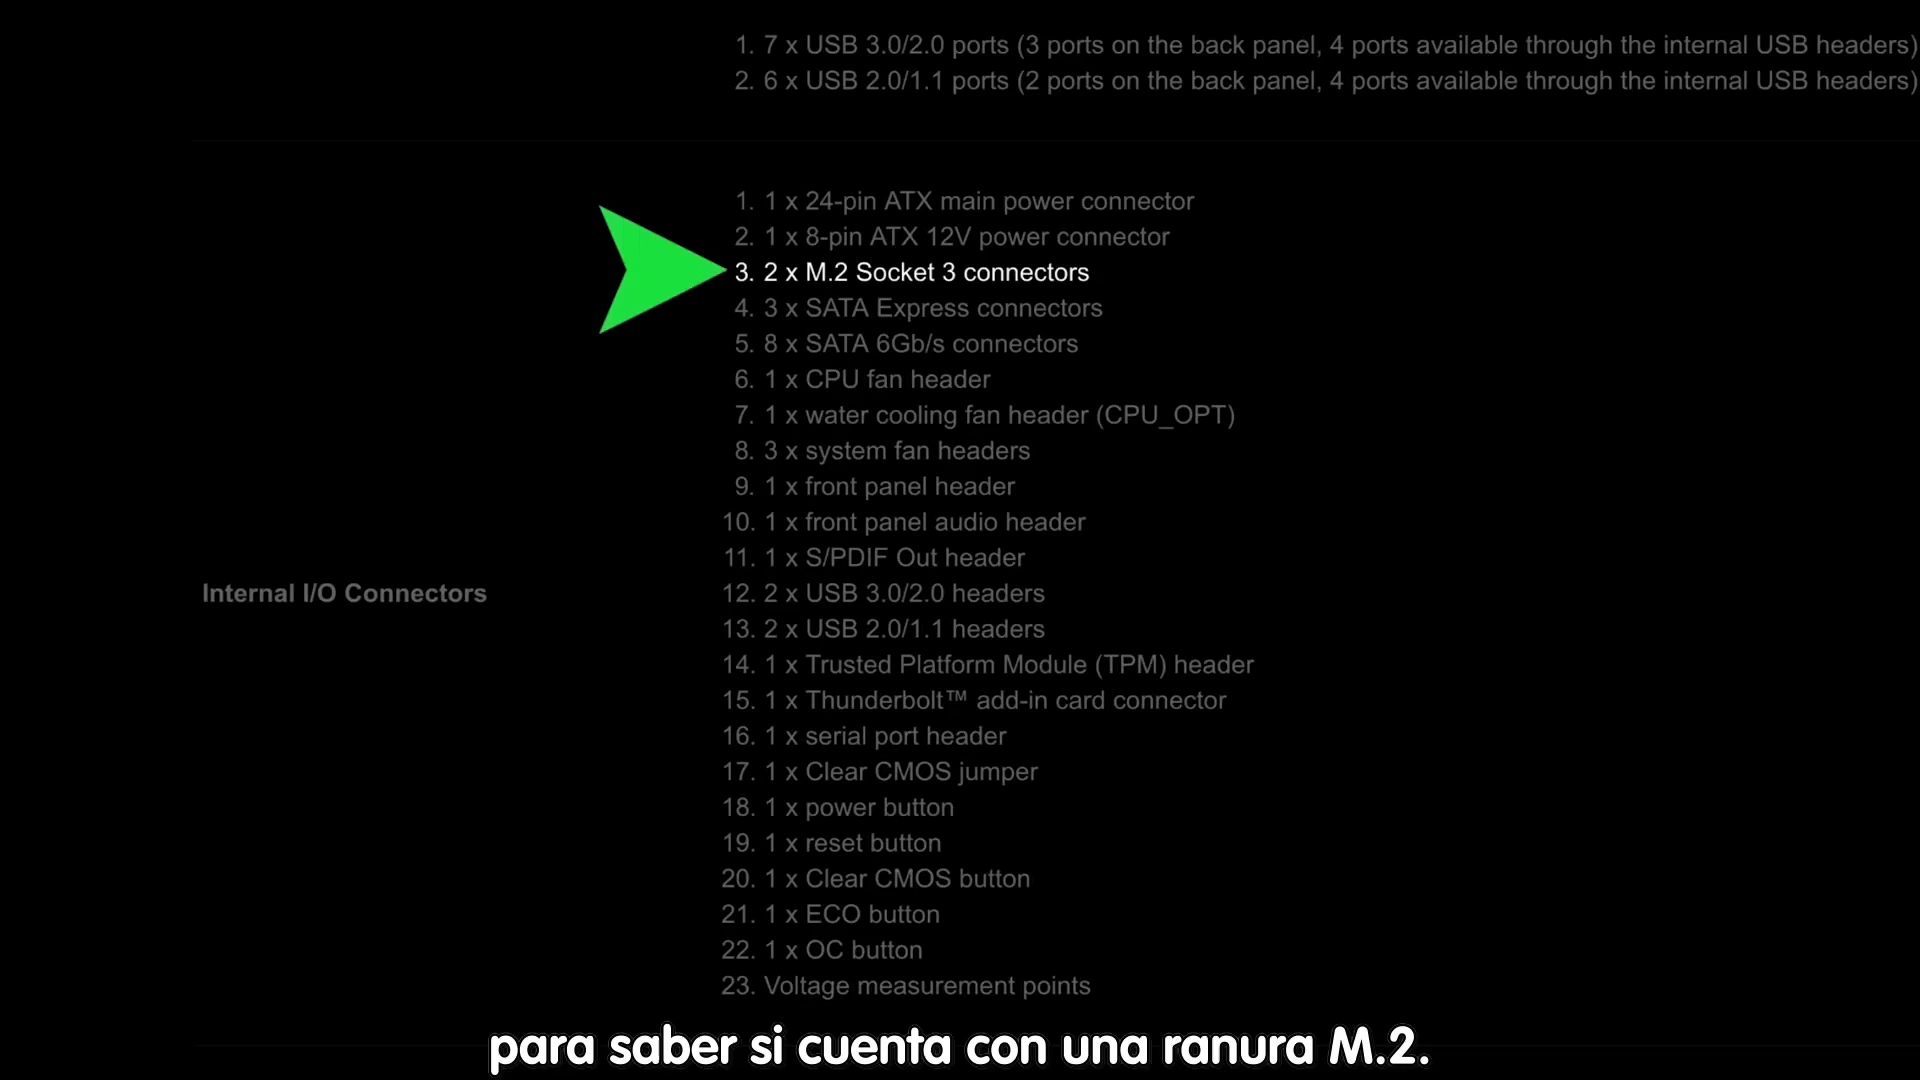 1. 7 x USB 3.0/2.0 ports (3 ports on the back panel, 4 ports available through the internal USB headers)
2. 6 x USB 2.0/1.1 ports (2 ports on the back panel, 4 ports available through the internal USB headers)
1. 1 x 24-pin ATX main power connector
2. 1 x 8-pin ATX 12V power connector
3. 2 x M.2 Socket 3 connectors
4. 3 x SATA Express connectors
5. 8 x SATA 6Gb/s connectors
6. 1 x CPU fan header
7. 1 x water cooling fan header (CPU_OPT)
8. 3 x system fan headers
9. 1 x front panel header
10. 1 x front panel audio header
11. 1 x S/PDIF Out header
Internal I/O Connectors
12. 2 x USB 3.0/2.0 headers
13. 2 x USB 2.0/1.1 headers
14. 1 x Trusted Platform Module (TPM) header
15. 1 x Thunderbolt™ add-in card connector
16. 1 x serial port header
17. 1 x Clear CMOS jumper
18. 1 x power button
19. 1 x reset button
20. 1 x Clear CMOS button
21. 1 x ECO button
22. 1 x OC button
23. Voltage measurement points
para saber si cuenta con una ranura M.2.